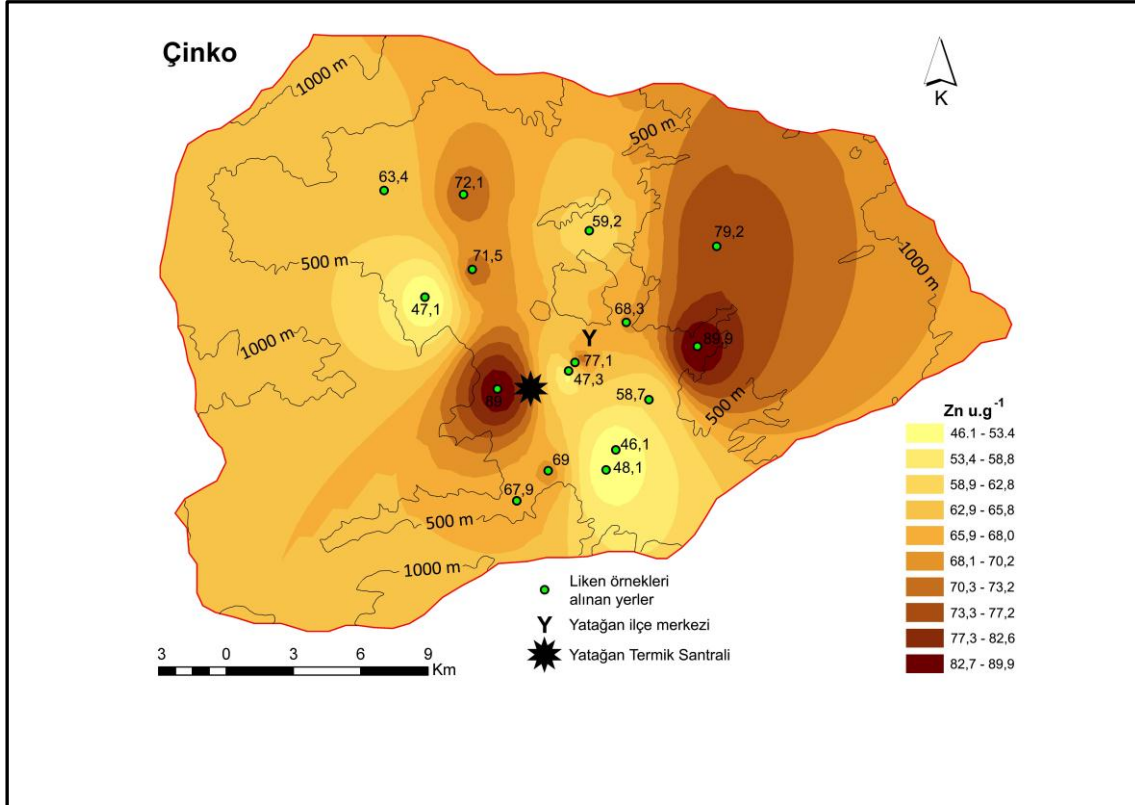 Çinko
K
1000 m
500 m
63,4
72,1
59,2
79,2
71,5
1000 m
500 m
47,1
68,3
1000 m
Y
89,9
77,1
47,3
89
58,7
500 m
46,1
48,1
69
67,9
500 m
1000 m
Zn u.g⁻¹
46.1 - 53.4
53,4 - 58,8
58,9 - 62,8
62,9 - 65,8
65,9 - 68,0
68,1 - 70,2
70,3 - 73,2
73,3 - 77,2
77,3 - 82,6
82,7 - 89,9
Liken örnekleri
alınan yerler
Y Yatağan ilçe merkezi
Yatağan Termik Santrali
3 0 3 6 9
Km